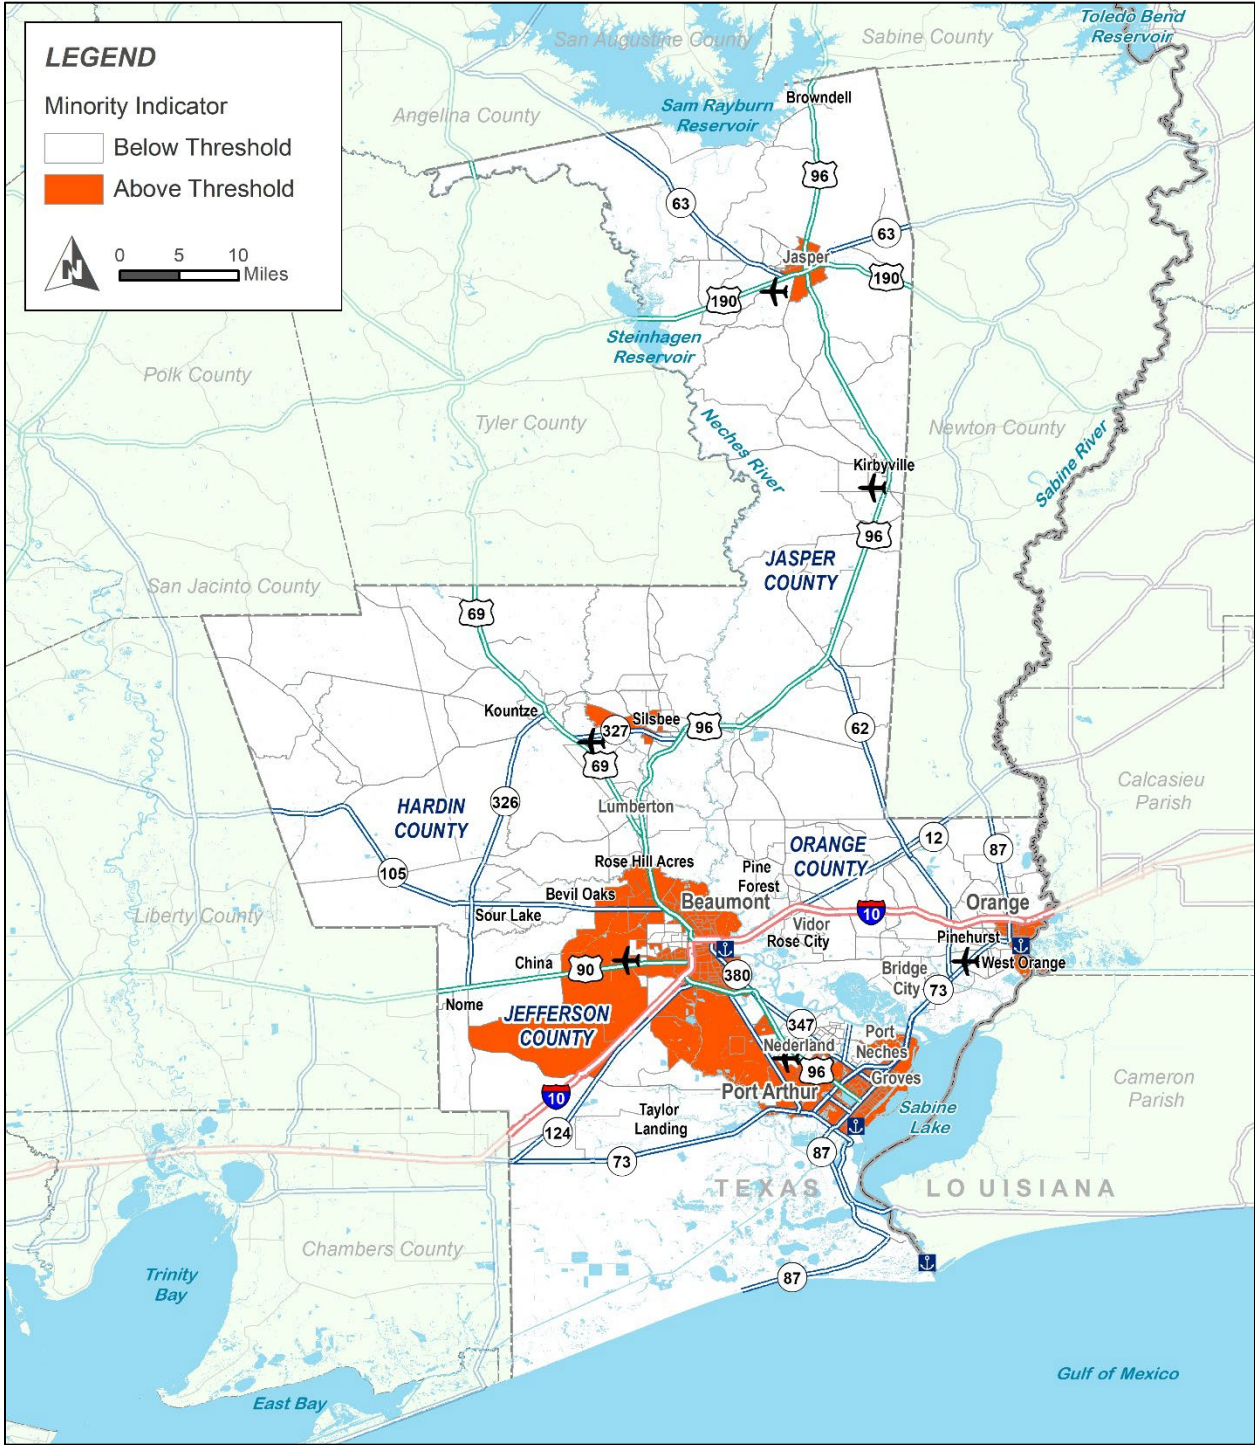 LEGEND
Minority Indicator
Below Threshold
Above Threshold
N
0 5 10
Miles
Toledo Bend
Reservoir
San Augustine County
Sabine County
Angelina County
Sam Rayburn
Reservoir
Browndell
96
63
63
Jasper
190
190
Steinhagen
Reservoir
Polk County
Tyler County
Neches River
Newton County
Sabine River
Kirbyville
96
JASPER
COUNTY
San Jacinto County
69
Kountze
Silsbee
327
96
62
69
Calcasieu
Parish
Lumberton
HARDIN
COUNTY
326
ORANGE
COUNTY
12
87
105
Rose Hill Acres
Pine
Forest
Bevil Oaks
Beaumont
Orange
Liberty County
Sour Lake
10
Vidor
Rose City
Pinehurst
West Orange
China
90
380
Bridge
City
73
Nome
JEFFERSON
COUNTY
347
Port
Neches
Nederland
96
Groves
Port Arthur
Cameron
Parish
10
Taylor
Landing
Sabine
Lake
124
73
87
TEXAS
LOUISIANA
Chambers County
Trinity
Bay
87
East Bay
Gulf of Mexico